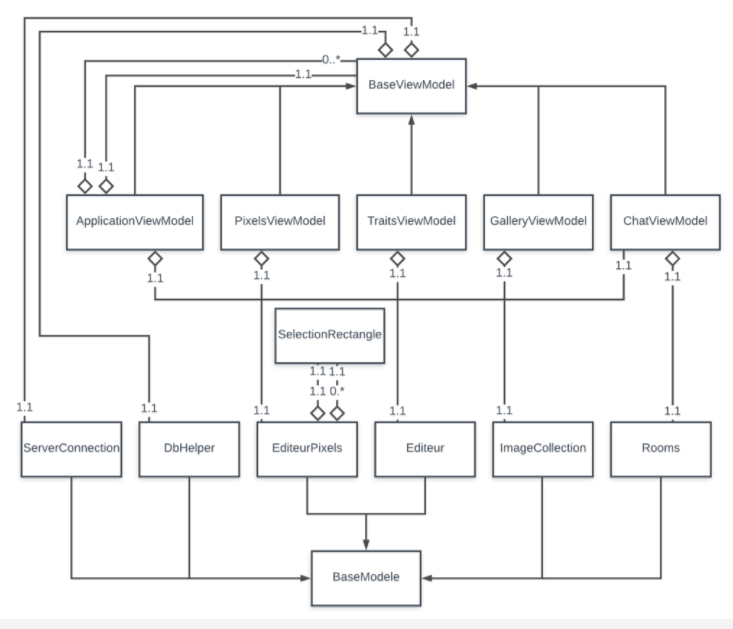 1.1
1.1
0..*
1.1
BaseViewModel
1.1
1.1
ApplicationViewModel
PixelsViewModel
TraitsViewModel
GalleryViewModel
ChatViewModel
1.1
1.1
1.1
1.1
1.1
1.1
SelectionRectangle
1.1
1.1
1.1
0.*
1.1
1.1
1.1
1.1
1.1
1.1
ServerConnection
DbHelper
EditeurPixels
Editeur
ImageCollection
Rooms
BaseModele